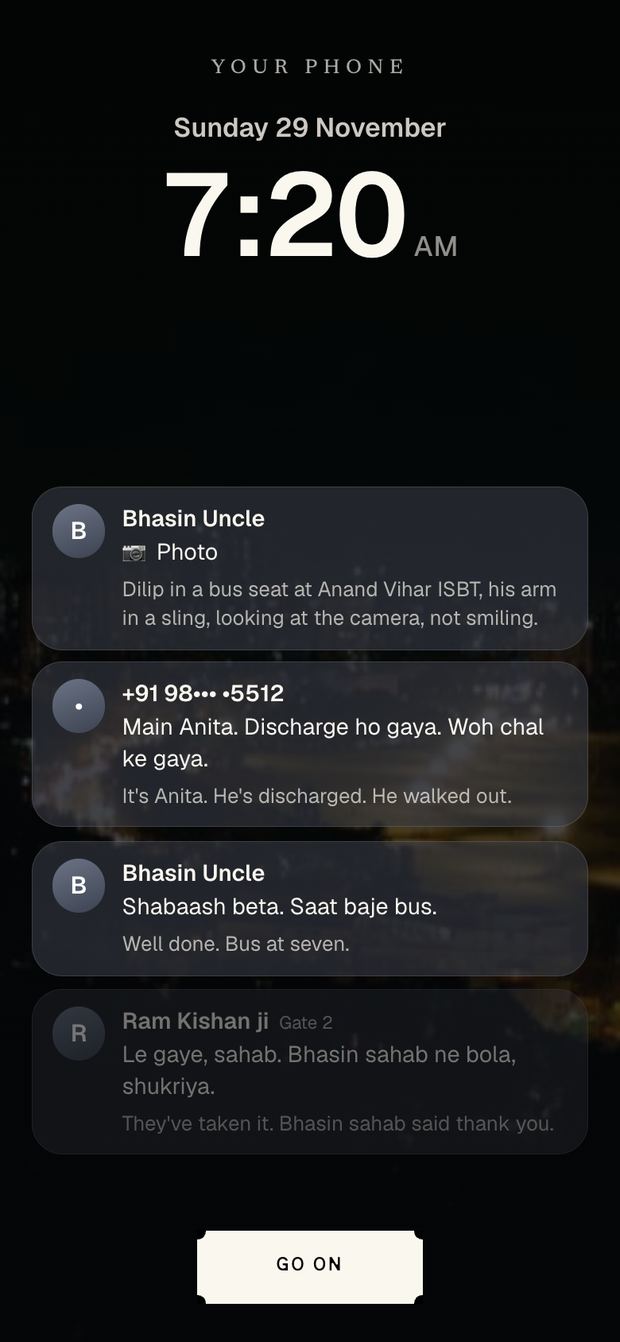 YOUR PHONE
Sunday 29 November
7:20 AM
B
Bhasin Uncle
📷 Photo
Dilip in a bus seat at Anand Vihar ISBT, his arm
in a sling, looking at the camera, not smiling.
+91 98••• •5512
Main Anita. Discharge ho gaya. Woh chal
ke gaya.
It's Anita. He's discharged. He walked out.
B
Bhasin Uncle
Shabaash beta. Saat baje bus.
Well done. Bus at seven.
R
Ram Kishan ji Gate 2
Le gaye, sahab. Bhasin sahab ne bola,
shukriya.
They've taken it. Bhasin sahab said thank you.
GO ON